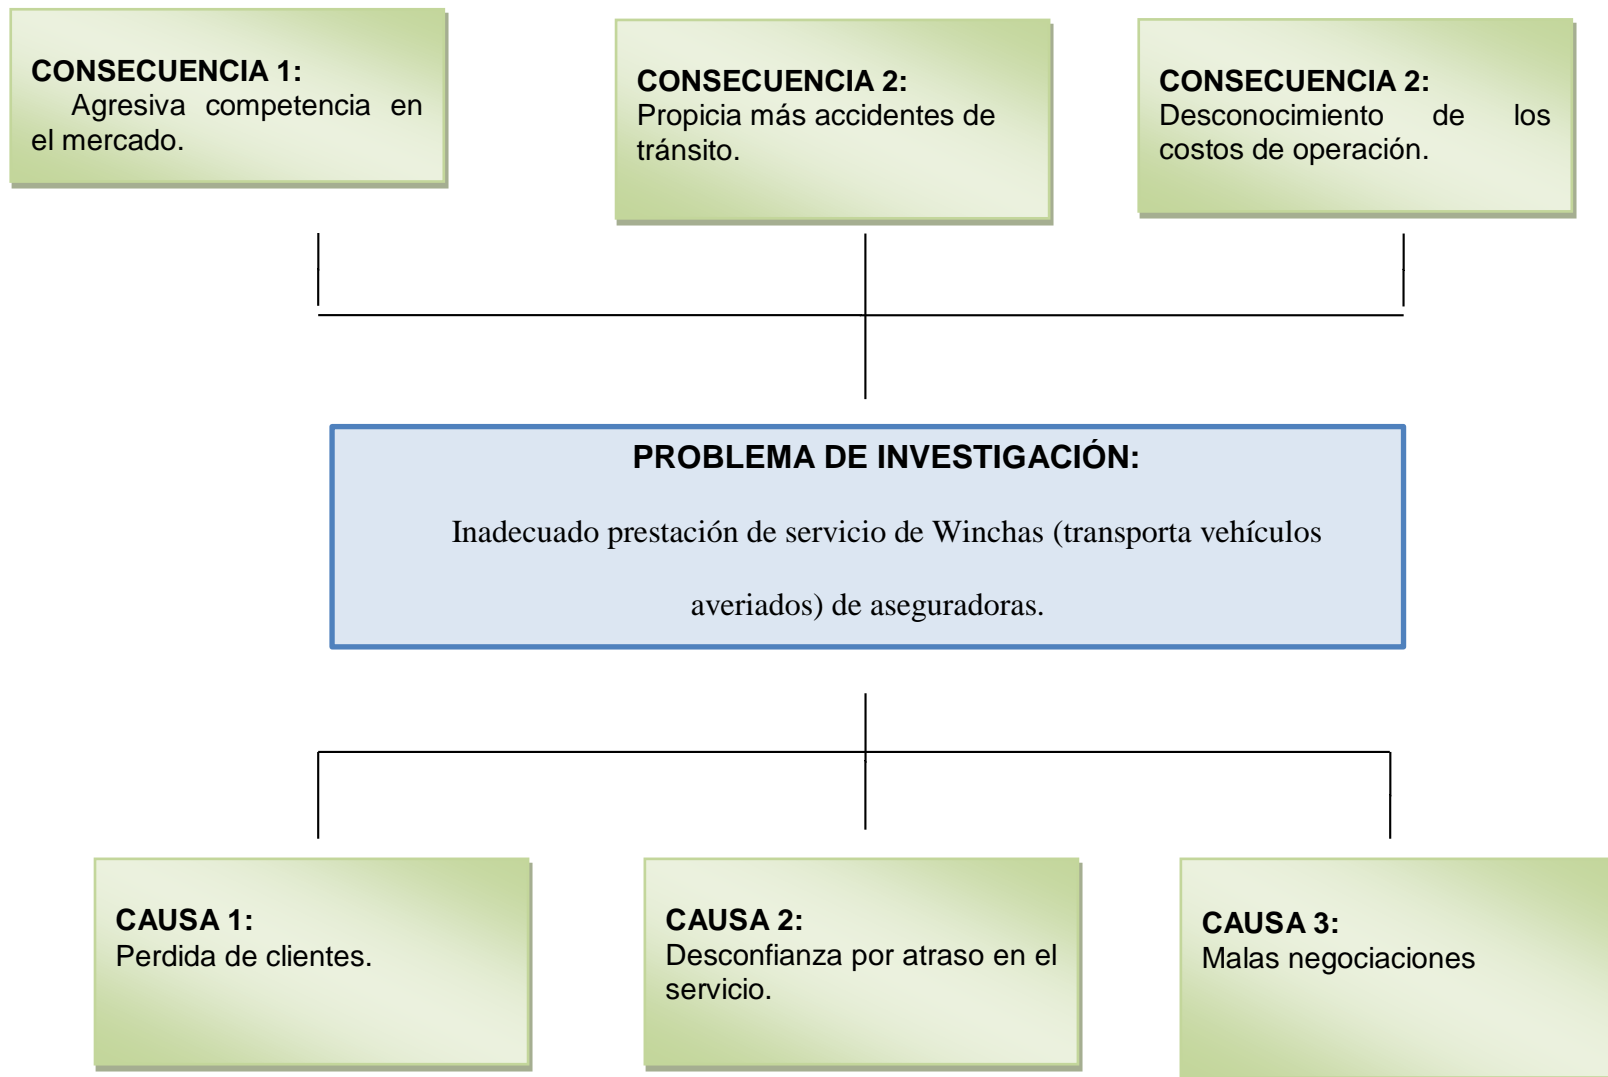 CONSECUENCIA 1:
Agresiva competencia en
el mercado.
CONSECUENCIA 2:
Propicia más accidentes de
tránsito.
CONSECUENCIA 2:
Desconocimiento de los
costos de operación.
PROBLEMA DE INVESTIGACIÓN:
Inadecuado prestación de servicio de Winchas (transporta vehículos
averiados) de aseguradoras.
CAUSA 1:
Perdida de clientes.
CAUSA 2:
Desconfianza por atraso en el
servicio.
CAUSA 3:
Malas negociaciones